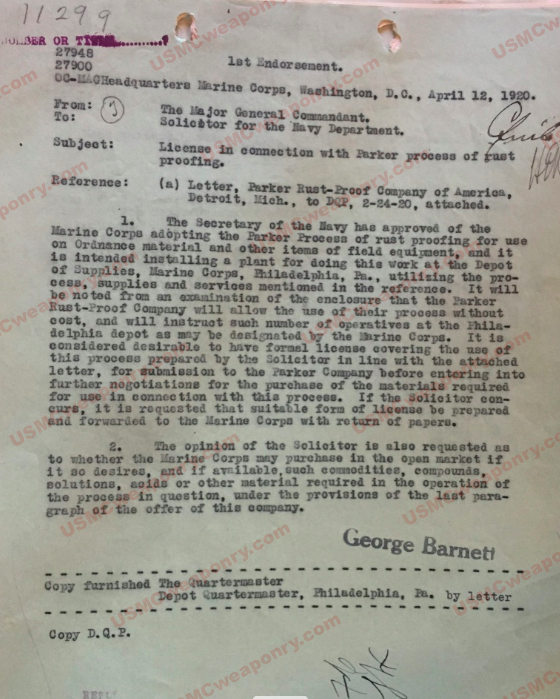 11299
NUMBER OR
27948
27900
1st Endorsement.
OC-MAC Headquarters Marine Corps, Washington, D.C., April 12, 1920.
From: The Major General Commandant.
To: Solicitor for the Navy Department.
Subject: License in connection with Parker process of rust
proofing.
Reference: (a) Letter, Parker Rust-Proof Company of America,
Detroit, Mich., to DQP, 2-24-20, attached.
1. The Secretary of the Navy has approved of the
Marine Corps adopting the Parker Process of rust proofing for use
on Ordnance material and other items of field equipment, and it
is intended installing a plant for doing this work at the Depot
of Supplies, Marine Corps, Philadelphia, Pa., utilizing the pro-
cess, supplies and services mentioned in the reference. It will
be noted from an examination of the enclosure that the Parker
Rust-Proof Company will allow the use of their process without
cost, and will instruct such number of operatives at the Phila-
delphia depot as may be designated by the Marine Corps. It is
considered desirable to have formal license covering the use of
this process prepared by the Solicitor in line with the attached
letter, for submission to the Parker Company before entering into
further negotiations for the purchase of the materials required
for use in connection with this process. If the Solicitor con-
curs, it is requested that suitable form of license be prepared
and forwarded to the Marine Corps with return of papers.
2. The opinion of the Solicitor is also requested as
to whether the Marine Corps may purchase in the open market if
it so desires, and if available, such commodities, compounds,
solutions, acids or other material required in the operation of
the process in question, under the provisions of the last para-
graph of the offer of this company.
George Barnett
Copy furnished The Quartermaster
Depot Quartermaster, Philadelphia, Pa. by letter
Copy D.Q.P.
REPLY
USMCweaponry.com